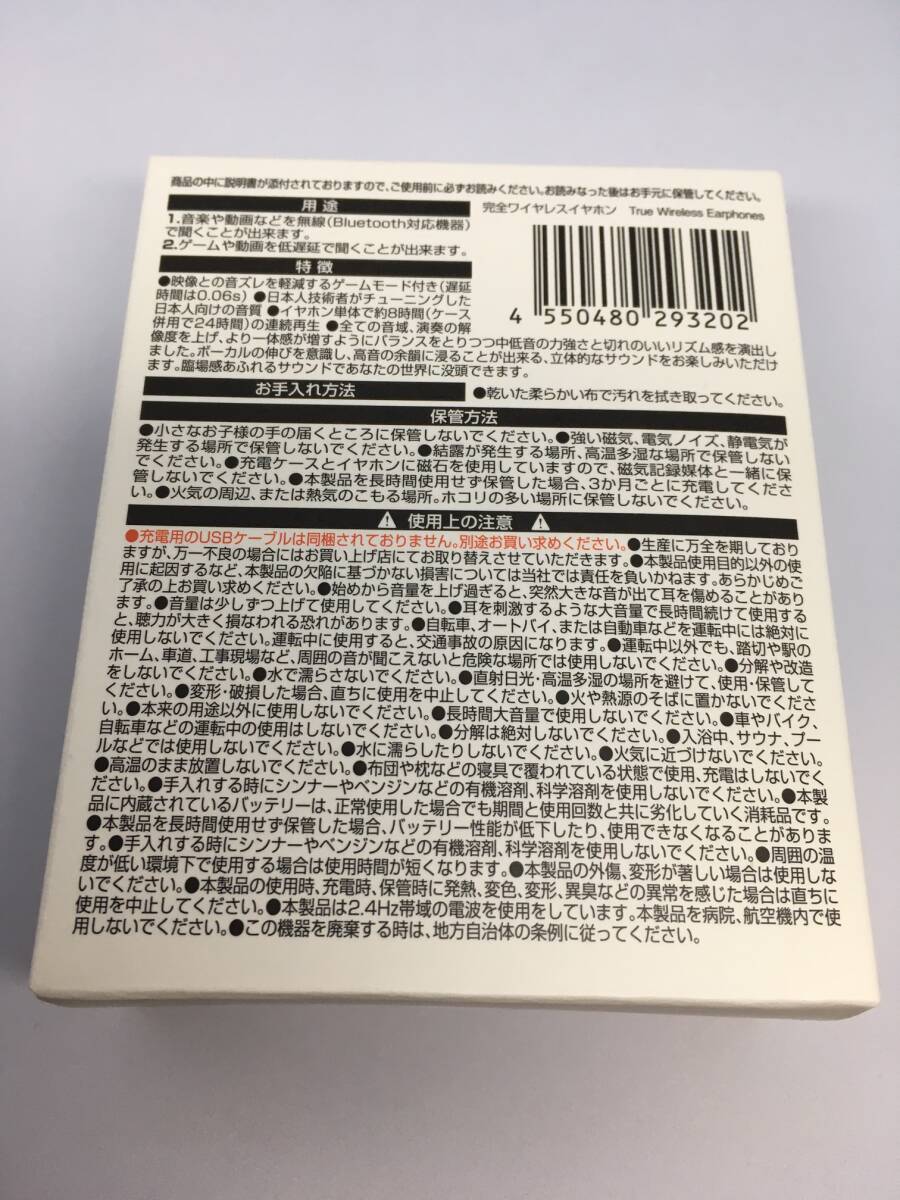 商品の中に説明書が添付されておりますので、ご使用前に必ずお読みください。お読みなった後はお手元に保管してください。
用途
1.音楽や動画などを無線(Bluetooth対応機器)
で聞くことが出来ます。
2.ゲームや動画を低遅延で聞くことが出来ます。
完全ワイヤレスイヤホン True Wireless Earphones
4 550480 293202
特徴
●映像との音ズレを軽減するゲームモード付き(遅延
時間は0.06s) ●日本人技術者がチューニングした
日本人向けの音質 ●イヤホン単体で約8時間(ケース
併用で24時間)の連続再生 ●全ての音域、演奏の解
像度を上げ、より一体感が増すようにバランスをとりつつ中低音の力強さと切れのいいリズム感を演出し
ました。ボーカルの伸びを意識し、高音の余韻に浸ることが出来る、立体的なサウンドをお楽しみいただけ
ます。臨場感あふれるサウンドであなたの世界に没頭できます。
お手入れ方法
●乾いた柔らかい布で汚れを拭き取ってください。
保管方法
●小さなお子様の手の届くところに保管しないでください。●強い磁気、電気ノイズ、静電気が
発生する場所で保管しないでください。●結露が発生する場所、高温多湿な場所で保管しない
でください。●充電ケースとイヤホンに磁石を使用していますので、磁気記録媒体と一緒に保
管しないでください。●本製品を長時間使用せず保管した場合、3か月ごとに充電してくださ
い。●火気の周辺、または熱気のこもる場所。ホコリの多い場所に保管しないでください。
⚠ 使用上の注意 ⚠
●充電用のUSBケーブルは同梱されておりません。別途お買い求めください。●生産に万全を期しており
ますが、万一不良の場合にはお買い上げ店にてお取り替えさせていただきます。●本製品使用目的以外の使
用に起因するなど、本製品の欠陥に基づかない損害については当社では責任を負いかねます。あらかじめご
了承の上お買い求めください。●始めから音量を上げ過ぎると、突然大きな音が出て耳を傷めることがあり
ます。●音量は少しずつ上げて使用してください。●耳を刺激するような大音量で長時間続けて使用する
と、聴力が大きく損なわれる恐れがあります。●自転車、オートバイ、または自動車などを運転中には絶対に
使用しないでください。運転中に使用すると、交通事故の原因になります。●運転中以外でも、踏切や駅の
ホーム、車道、工事現場など、周囲の音が聞こえないと危険な場所では使用しないでください。●分解や改造
をしないでください。●水で濡らさないでください。●直射日光・高温多湿の場所を避けて、使用・保管して
ください。●変形・破損した場合、直ちに使用を中止してください。●火や熱源のそばに置かないでくださ
い。●本来の用途以外に使用しないでください。●長時間大音量で使用しないでください。●車やバイク、
自転車などの運転中の使用はしないでください。●分解は絶対しないでください。●入浴中、サウナ、プー
ルなどでは使用しないでください。●水に濡らしたりしないでください。●火気に近づけないでください。
●高温のまま放置しないでください。●布団や枕などの寝具で覆われている状態で使用、充電はしないでく
ださい。●手入れする時にシンナーやベンジンなどの有機溶剤、科学溶剤を使用しないでください。●本製
品に内蔵されているバッテリーは、正常使用した場合でも期間と使用回数と共に劣化していく消耗品です。
●本製品を長時間使用せず保管した場合、バッテリー性能が低下したり、使用できなくなることがありま
す。●手入れする時にシンナーやベンジンなどの有機溶剤、科学溶剤を使用しないでください。●周囲の温
度が低い環境下で使用する場合は使用時間が短くなります。●本製品の外傷、変形が著しい場合は使用しな
いでください。●本製品の使用時、充電時、保管時に発熱、変色、変形、異臭などの異常を感じた場合は直ちに
使用を中止してください。●本製品は2.4Hz帯域の電波を使用をしています。本製品を病院、航空機内で使
用しないでください。●この機器を廃棄する時は、地方自治体の条例に従ってください。